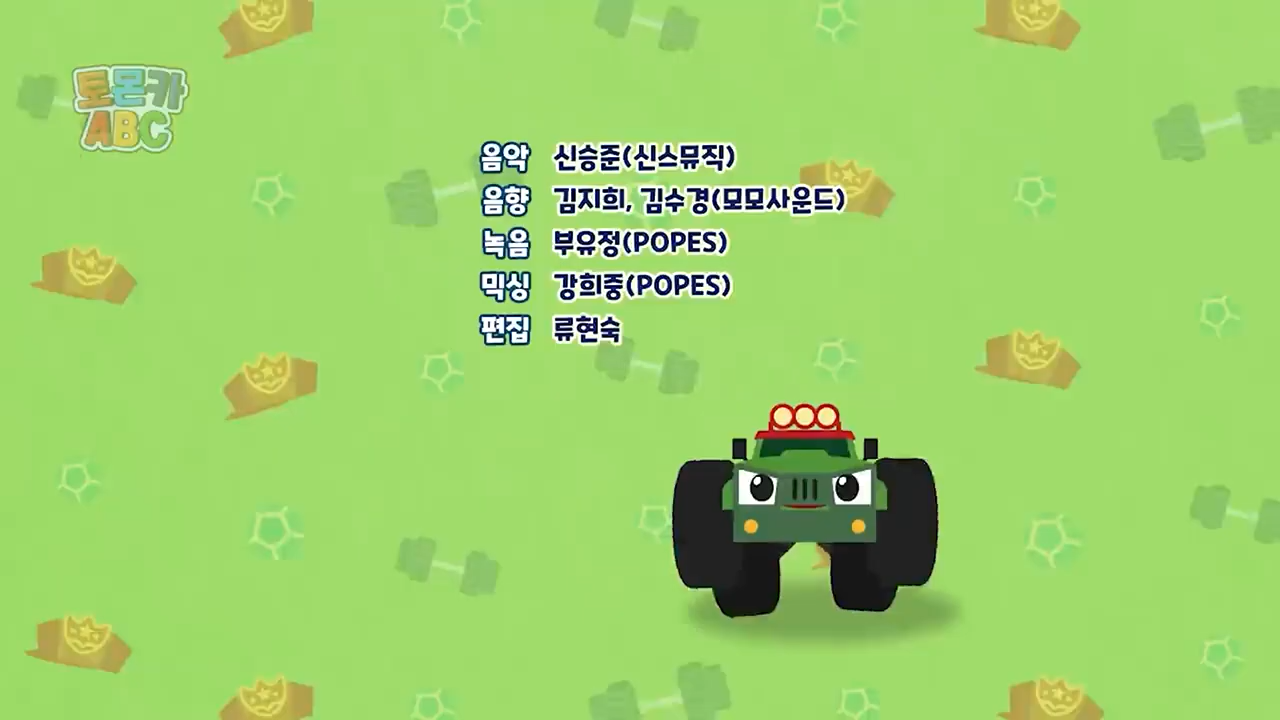 토몬카
ABC
음악 신승준(신스뮤직)
음향 김지희, 김수경(모모사운드)
녹음 부유정(POPES)
믹싱 강희중(POPES)
편집 류현숙